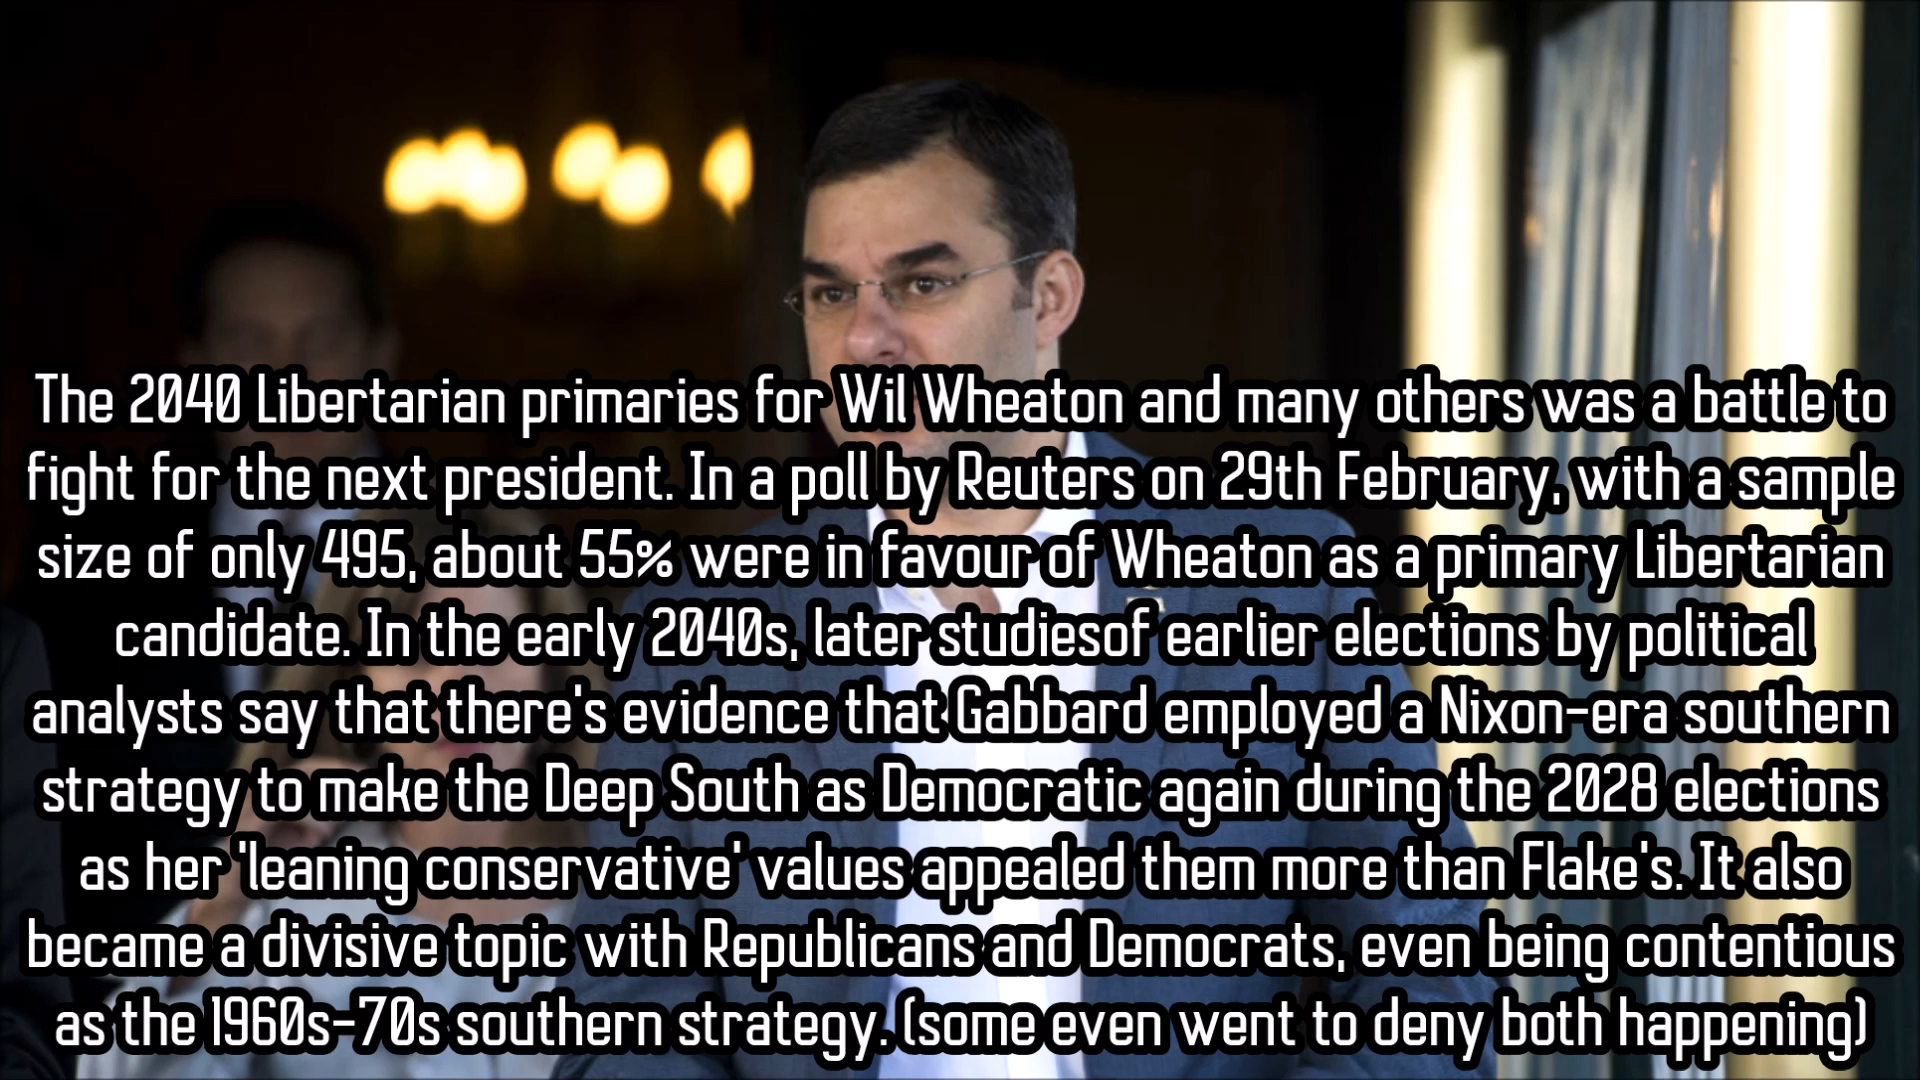 The 2040 Libertarian primaries for Wil Wheaton and many others was a battle to
fight for the next president. In a poll by Reuters on 29th February, with a sample
size of only 495, about 55% were in favour of Wheaton as a primary Libertarian
candidate. In the early 2040s, later studiesof earlier elections by political
analysts say that there's evidence that Gabbard employed a Nixon-era southern
strategy to make the Deep South as Democratic again during the 2028 elections
as her 'leaning conservative' values appealed them more than Flake's. It also
became a divisive topic with Republicans and Democrats, even being contentious
as the 1960s-70s southern strategy. (some even went to deny both happening)